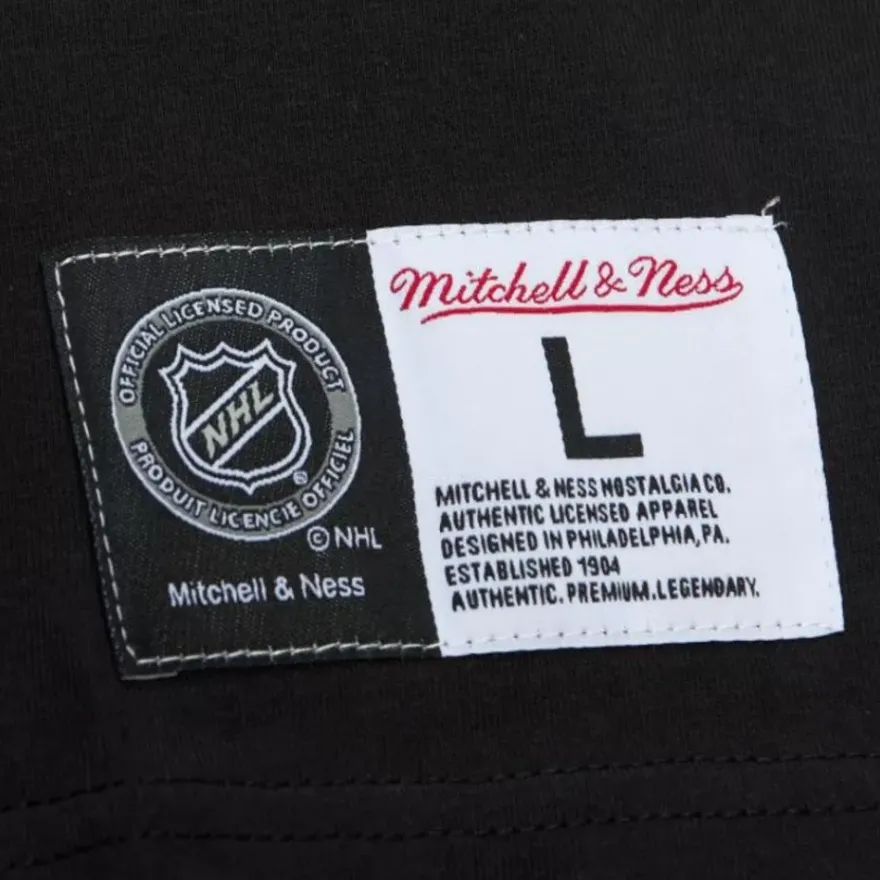 OFFICIAL LICENSED PRODUCT
NHL
®
PRODUIT LICENCIE OFFICIEL
© NHL
Mitchell & Ness
Mitchell & Ness
L
MITCHELL & NESS NOSTALGIA CO.
AUTHENTIC LICENSED APPAREL
DESIGNED IN PHILADELPHIA, PA.
ESTABLISHED 1904
AUTHENTIC. PREMIUM. LEGENDARY.